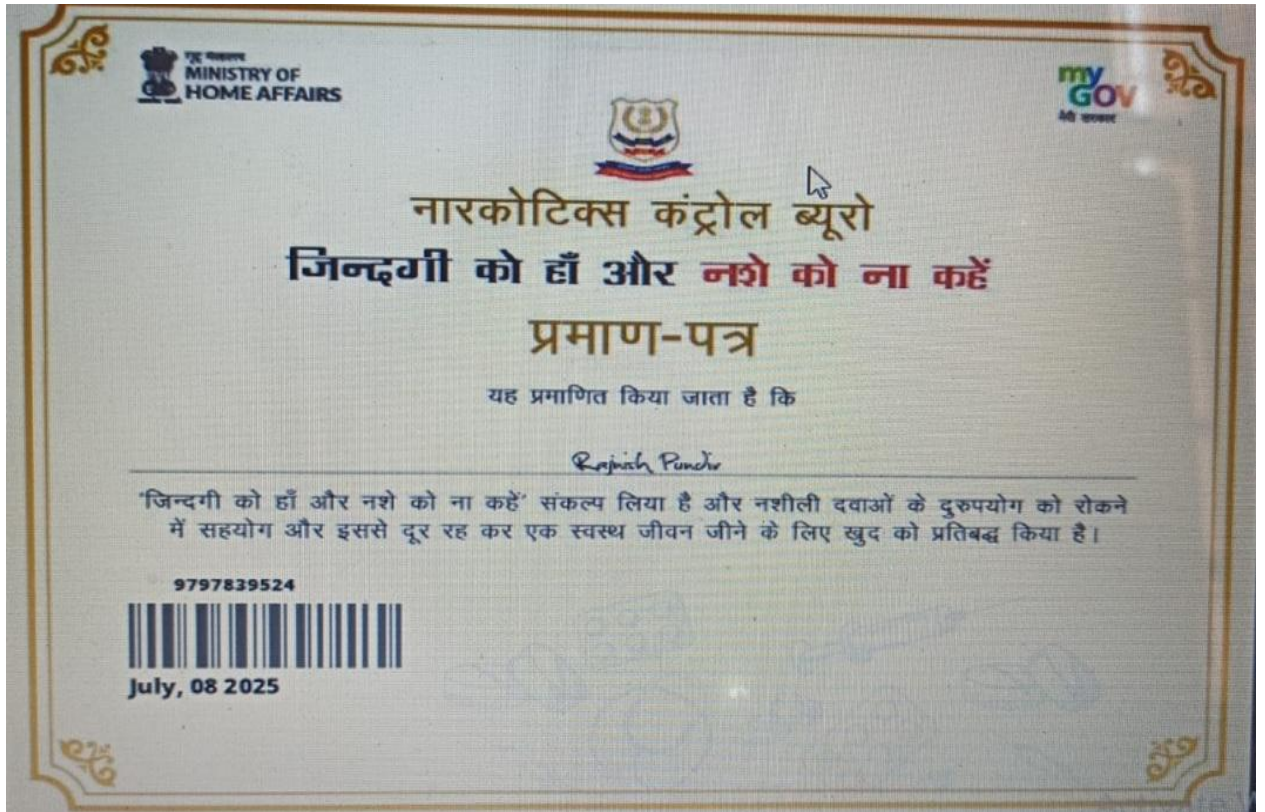 गृह मंत्रालय
MINISTRY OF
HOME AFFAIRS
my
GOV
मेरी सरकार
नारकोटिक्स कंट्रोल ब्यूरो
जिन्दगी को हाँ और नशे को ना कहें
प्रमाण-पत्र
यह प्रमाणित किया जाता है कि
Rajnish Pundir
'जिन्दगी को हाँ और नशे को ना कहें' संकल्प लिया है और नशीली दवाओं के दुरुपयोग को रोकने
में सहयोग और इससे दूर रह कर एक स्वस्थ जीवन जीने के लिए खुद को प्रतिबद्ध किया है।
9797839524
July, 08 2025